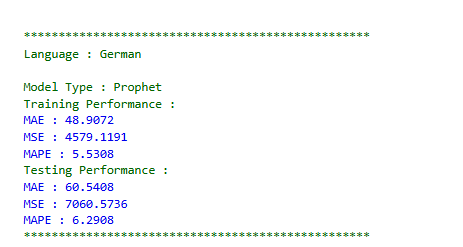 *************************************************
Language : German
Model Type : Prophet
Training Performance :
MAE : 48.9072
MSE : 4579.1191
MAPE : 5.5308
Testing Performance :
MAE : 60.5408
MSE : 7060.5736
MAPE : 6.2908
*************************************************